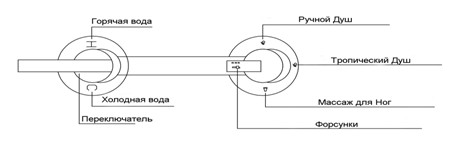 Горячая вода
Ручной Душ
Тропический Душ
Холодная вода
Массаж для Ног
Переключатель
Форсунки